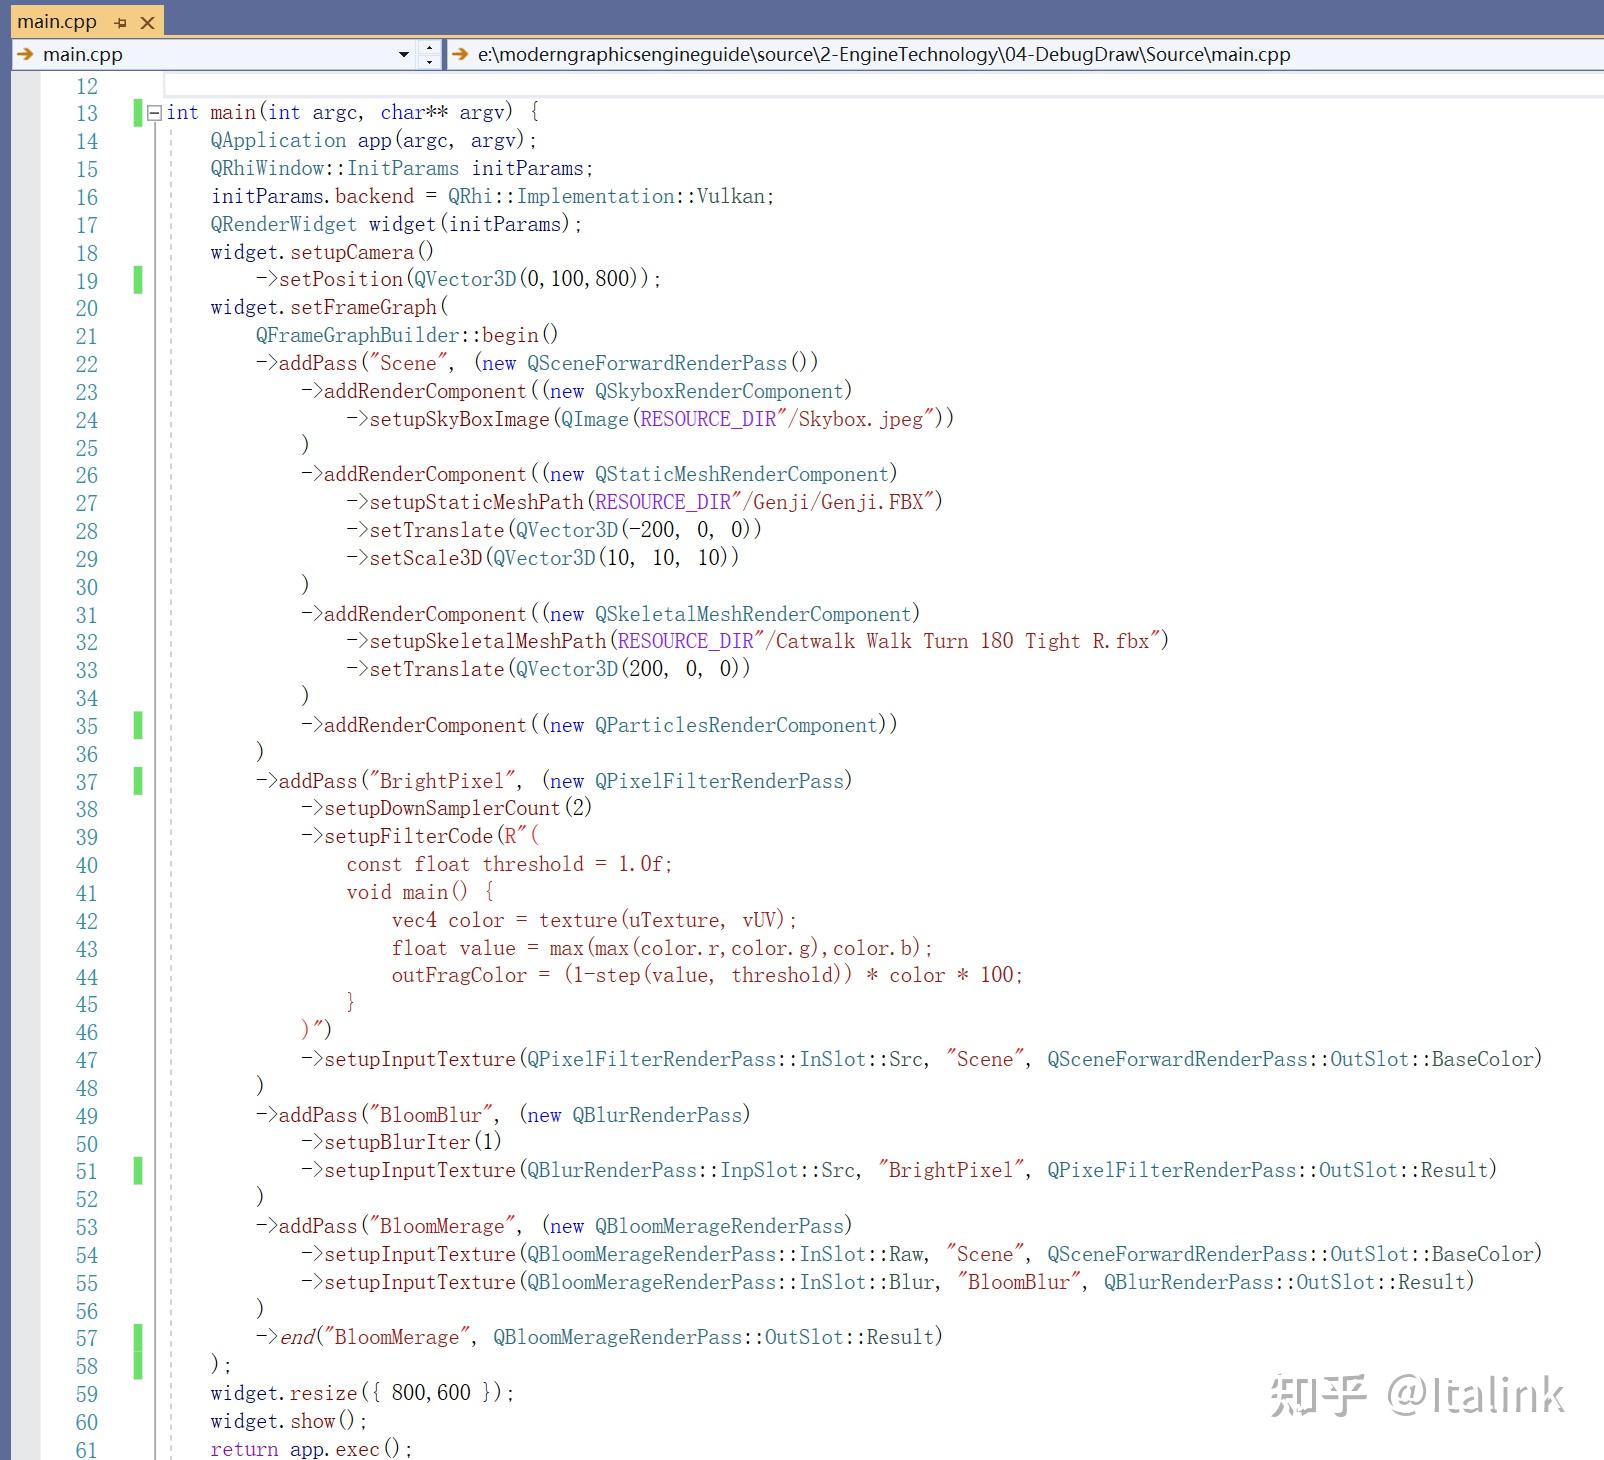 main.cpp
main.cpp
e:\moderngraphicsengineguide\source\2-EngineTechnology\04-DebugDraw\Source\main.cpp
12
13 int main(int argc, char** argv) {
14 QApplication app(argc, argv);
15 QRhiWindow::InitParams initParams;
16 initParams.backend = QRhi::Implementation::Vulkan;
17 QRenderWidget widget(initParams);
18 widget.setupCamera()
19 ->setPosition(QVector3D(0,100,800));
20 widget.setFrameGraph(
21 QFrameGraphBuilder::begin()
22 ->addPass("Scene", (new QSceneForwardRenderPass())
23 ->addRenderComponent((new QSkyboxRenderComponent)
24 ->setupSkyBoxImage(QImage(RESOURCE_DIR"/Skybox.jpeg"))
25 )
26 ->addRenderComponent((new QStaticMeshRenderComponent)
27 ->setupStaticMeshPath(RESOURCE_DIR"/Genji/Genji.FBX")
28 ->setTranslate(QVector3D(-200, 0, 0))
29 ->setScale3D(QVector3D(10, 10, 10))
30 )
31 ->addRenderComponent((new QSkeletalMeshRenderComponent)
32 ->setupSkeletalMeshPath(RESOURCE_DIR"/Catwalk Walk Turn 180 Tight R.fbx")
33 ->setTranslate(QVector3D(200, 0, 0))
34 )
35 ->addRenderComponent((new QParticlesRenderComponent))
36 )
37 ->addPass("BrightPixel", (new QPixelFilterRenderPass)
38 ->setupDownSamplerCount(2)
39 ->setupFilterCode(R"(
40 const float threshold = 1.0f;
41 void main() {
42 vec4 color = texture(uTexture, vUV);
43 float value = max(max(color.r,color.g),color.b);
44 outFragColor = (1-step(value, threshold)) * color * 100;
45 }
46 )")
47 ->setupInputTexture(QPixelFilterRenderPass::InSlot::Src, "Scene", QSceneForwardRenderPass::OutSlot::BaseColor)
48 )
49 ->addPass("BloomBlur", (new QBlurRenderPass)
50 ->setupBlurIter(1)
51 ->setupInputTexture(QBlurRenderPass::InpSlot::Src, "BrightPixel", QPixelFilterRenderPass::OutSlot::Result)
52 )
53 ->addPass("BloomMerage", (new QBloomMerageRenderPass)
54 ->setupInputTexture(QBloomMerageRenderPass::InSlot::Raw, "Scene", QSceneForwardRenderPass::OutSlot::BaseColor)
55 ->setupInputTexture(QBloomMerageRenderPass::InSlot::Blur, "BloomBlur", QBlurRenderPass::OutSlot::Result)
56 )
57 ->end("BloomMerage", QBloomMerageRenderPass::OutSlot::Result)
58 );
59 widget.resize({ 800,600 });
60 widget.show();
61 return app.exec();
知乎 @Italink